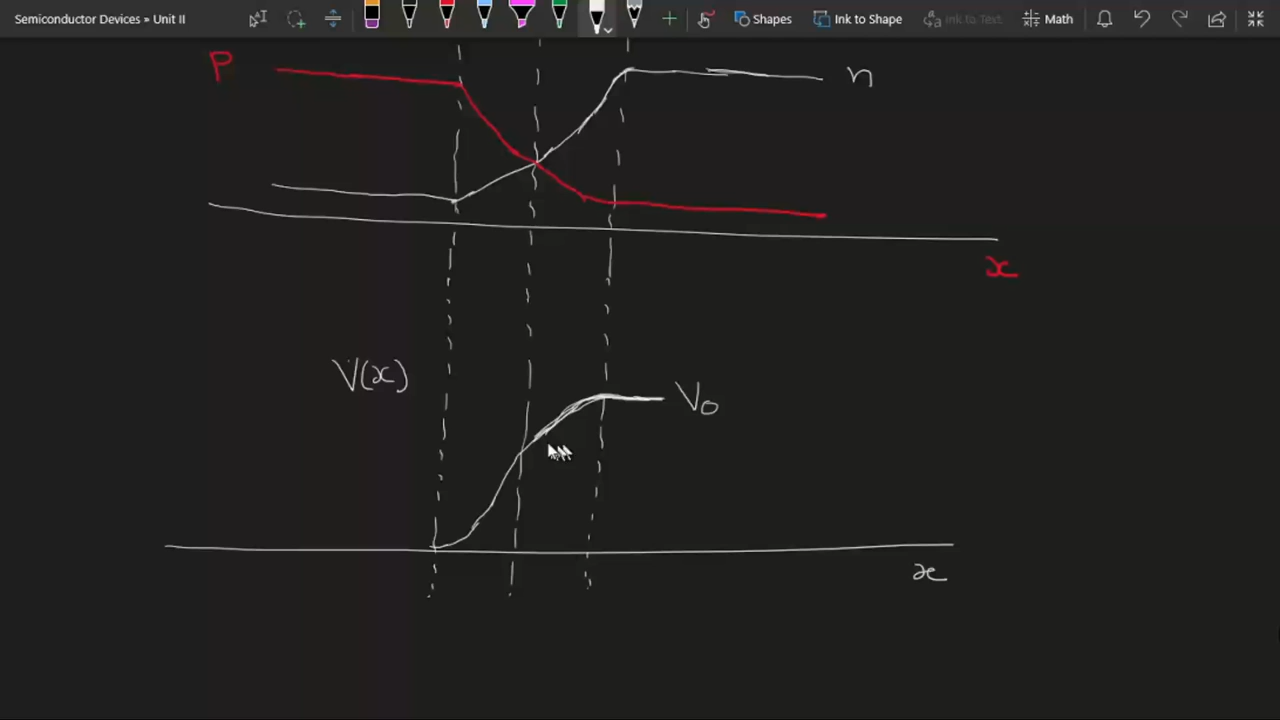 Semiconductor Devices » Unit II
Shapes
Ink to Shape
Ink to Text
Math
P
n
x
V(x)
V₀
x